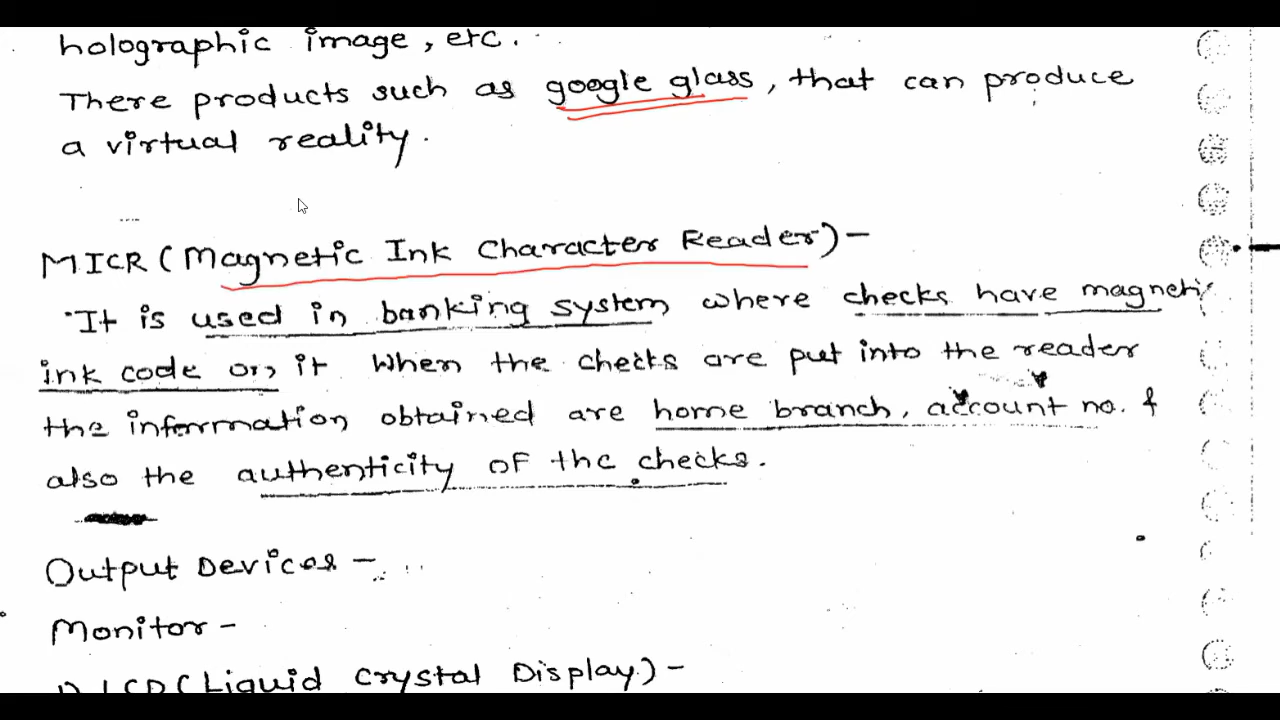 holographic image, etc.
There products such as google glass, that can produce
a virtual reality.
MICR (Magnetic Ink Character Reader) -
It is used in banking system where checks have magneti
ink code on it when the checks are put into the reader
the information obtained are home branch, account no. &
also the authenticity of the checks.
Output Devices -
Monitor -
1) LCD (Liquid Crystal Display) -